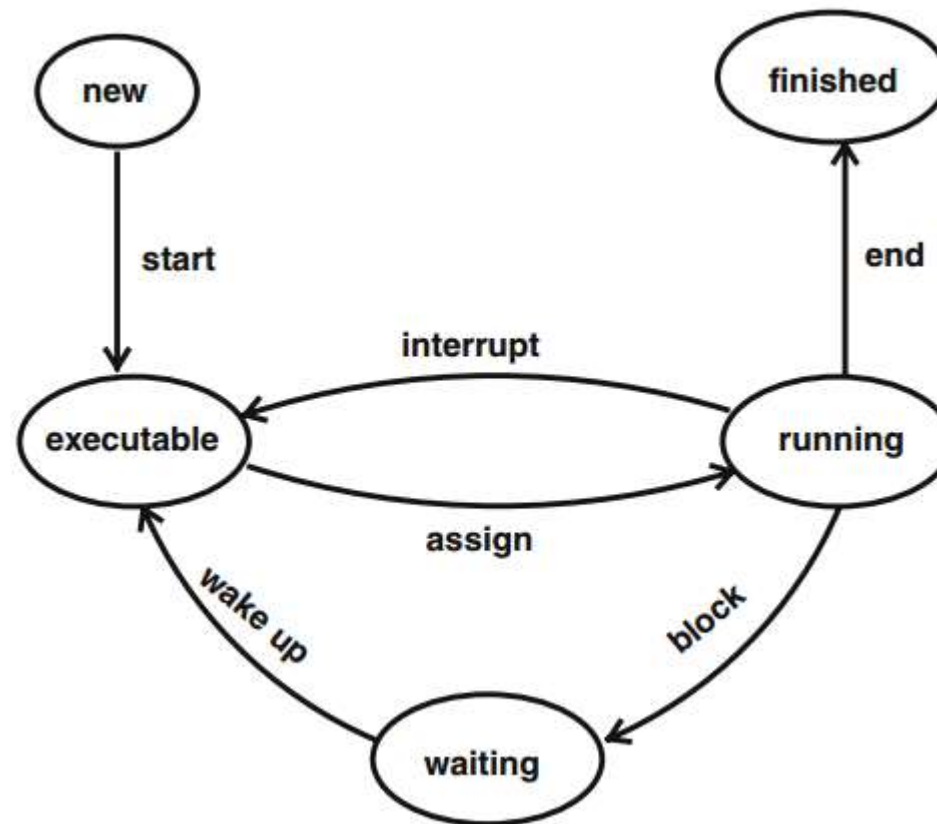 new
finished
start
end
interrupt
executable
running
assign
wake up
block
waiting